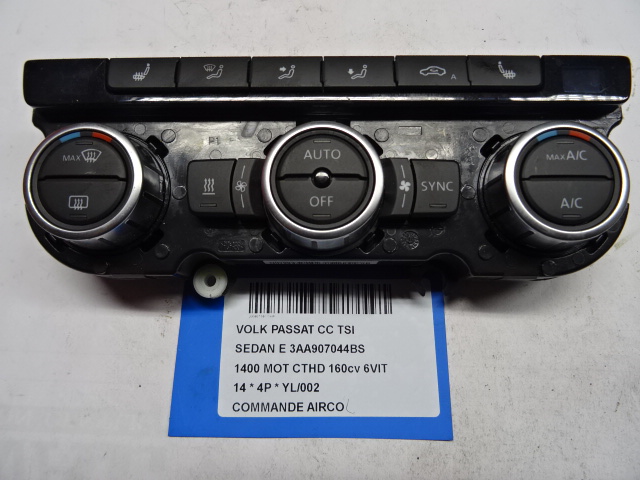 A
MAX
AUTO
MAX A/C
OFF
SYNC
A/C
VOLK PASSAT CC TSI
SEDAN E 3AA907044BS
1400 MOT CTHD 160cv 6VIT
14 * 4P * YL/002
COMMANDE AIRCO